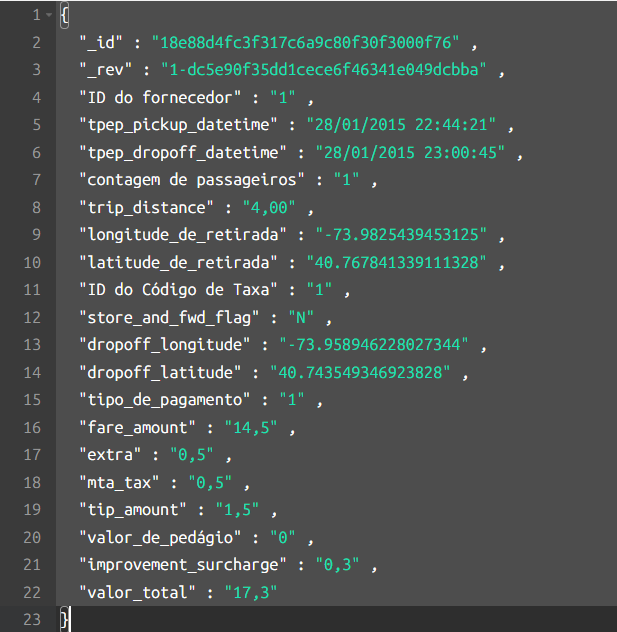 1 {
2 "_id" : "18e88d4fc3f317c6a9c80f30f3000f76" ,
3 "_rev" : "1-dc5e90f35dd1cece6f46341e049dcbba" ,
4 "ID do fornecedor" : "1" ,
5 "tpep_pickup_datetime" : "28/01/2015 22:44:21" ,
6 "tpep_dropoff_datetime" : "28/01/2015 23:00:45" ,
7 "contagem de passageiros" : "1" ,
8 "trip_distance" : "4,00" ,
9 "longitude_de_retirada" : "-73.9825439453125" ,
10 "latitude_de_retirada" : "40.767841339111328" ,
11 "ID do Código de Taxa" : "1" ,
12 "store_and_fwd_flag" : "N" ,
13 "dropoff_longitude" : "-73.958946228027344" ,
14 "dropoff_latitude" : "40.743549346923828" ,
15 "tipo_de_pagamento" : "1" ,
16 "fare_amount" : "14,5" ,
17 "extra" : "0,5" ,
18 "mta_tax" : "0,5" ,
19 "tip_amount" : "1,5" ,
20 "valor_de_pedágio" : "0" ,
21 "improvement_surcharge" : "0,3" ,
22 "valor_total" : "17,3"
23 }